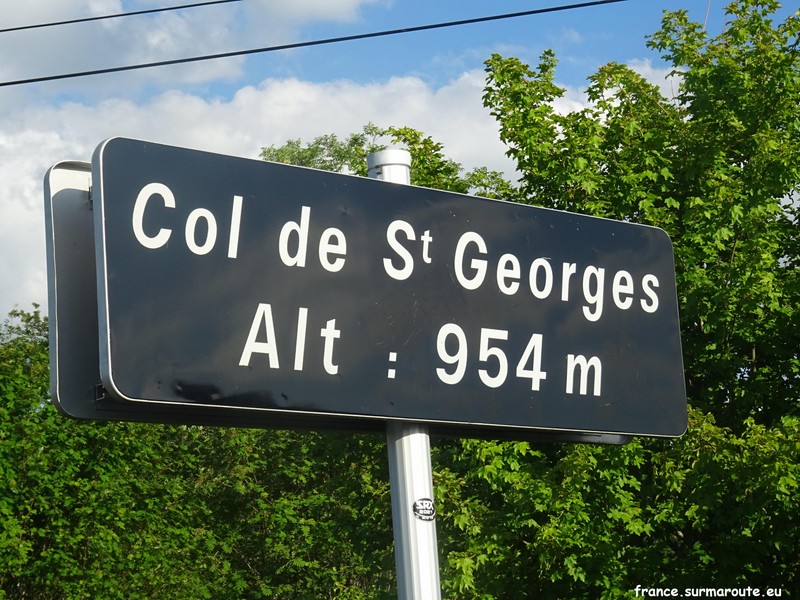 Col de St Georges
Alt : 954 m
france.surmaroute.eu